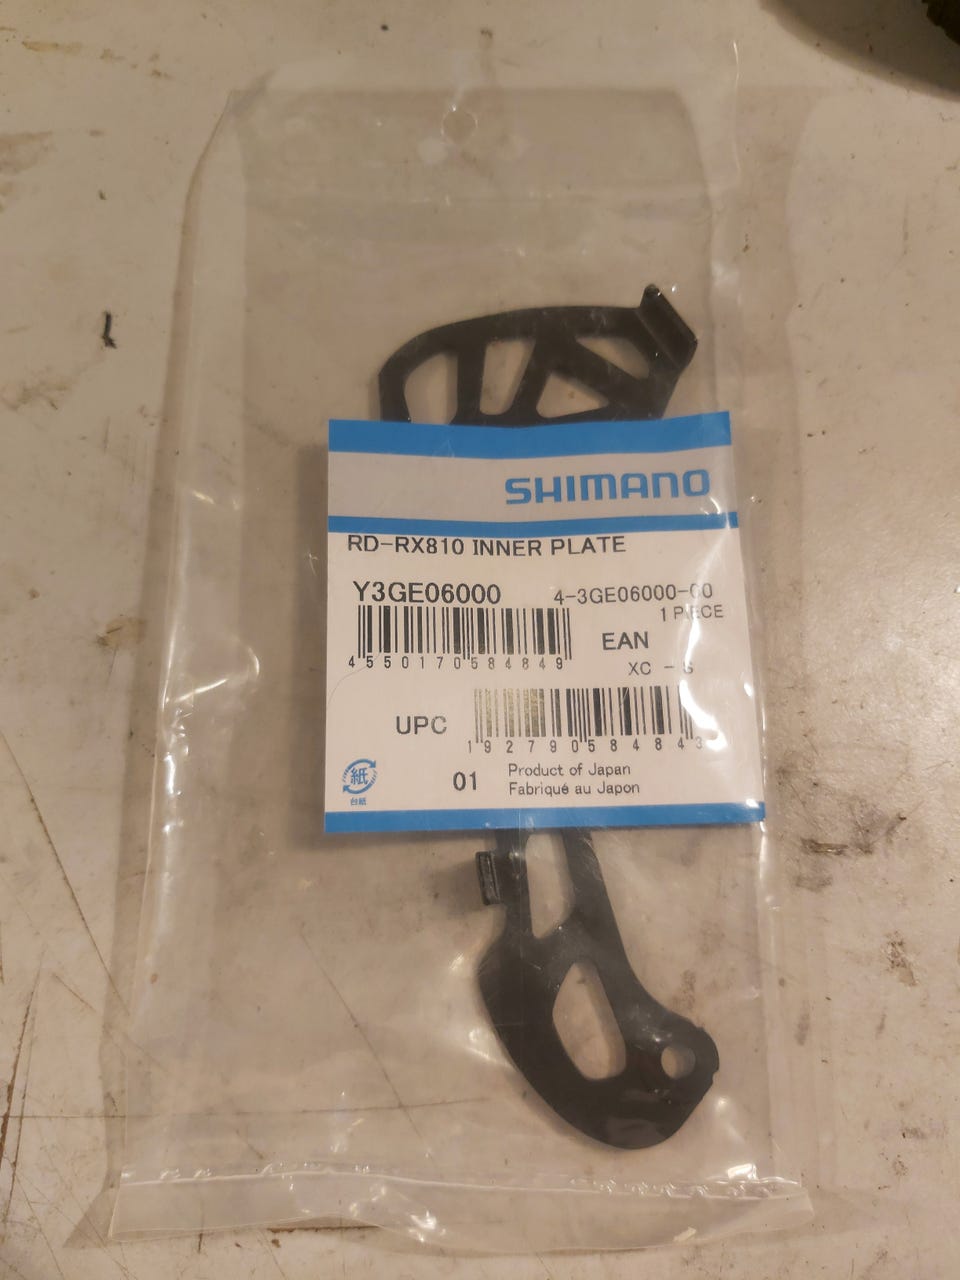 SHIMANO
RD-RX810 INNER PLATE
Y3GE06000 4-3GE06000-00
1 PIECE
EAN
4550170584849
XC - S
UPC
192790584843
紙
台紙
01 Product of Japan
Fabriqué au Japon